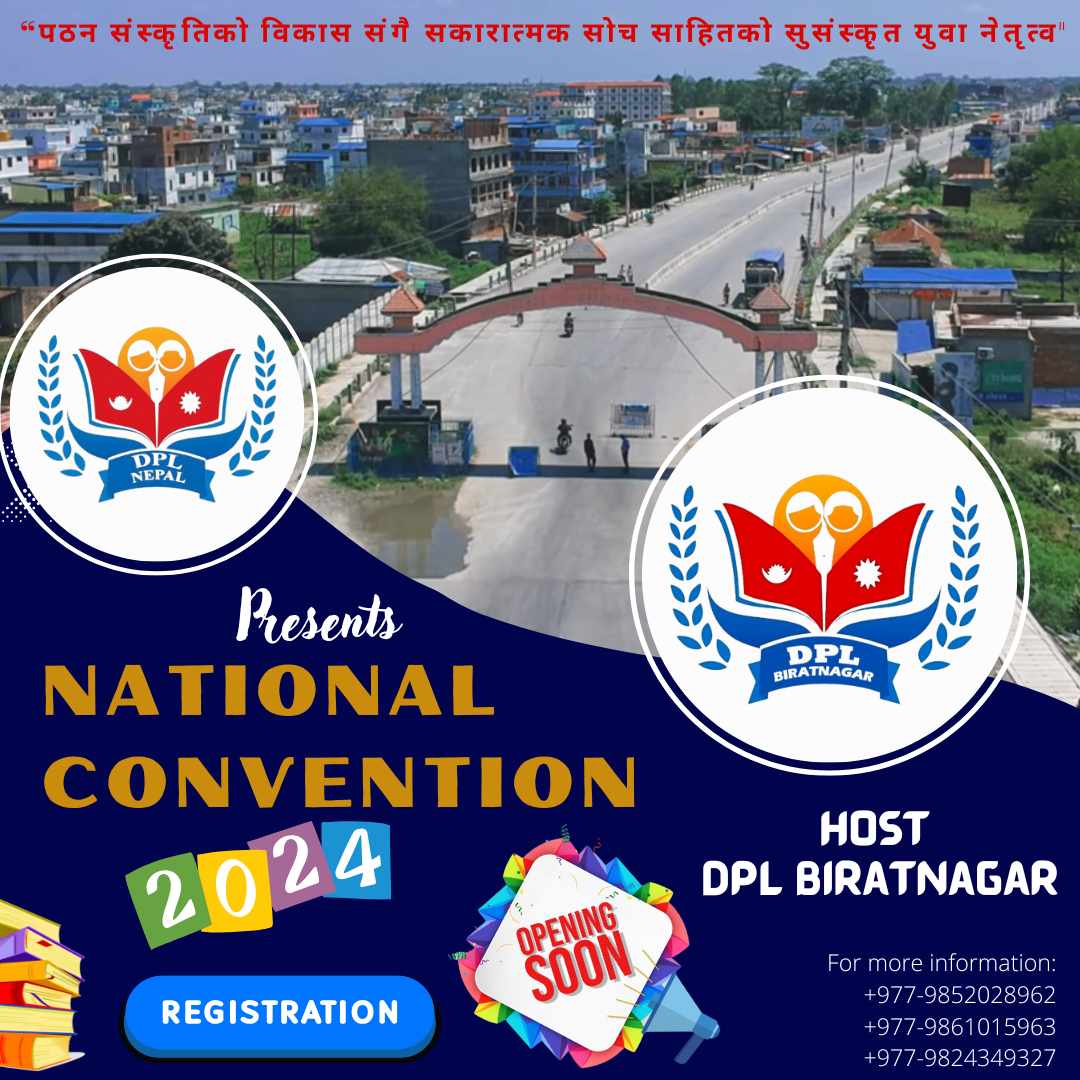 “पठन संस्कृतिको विकास संगै सकारात्मक सोच साहितको सुसंस्कृत युवा नेतृत्व"
DPL
NEPAL
DPL
BIRATNAGAR
Presents
NATIONAL
CONVENTION
2024
HOST
DPL BIRATNAGAR
OPENING
SOON
REGISTRATION
For more information:
+977-9852028962
+977-9861015963
+977-9824349327